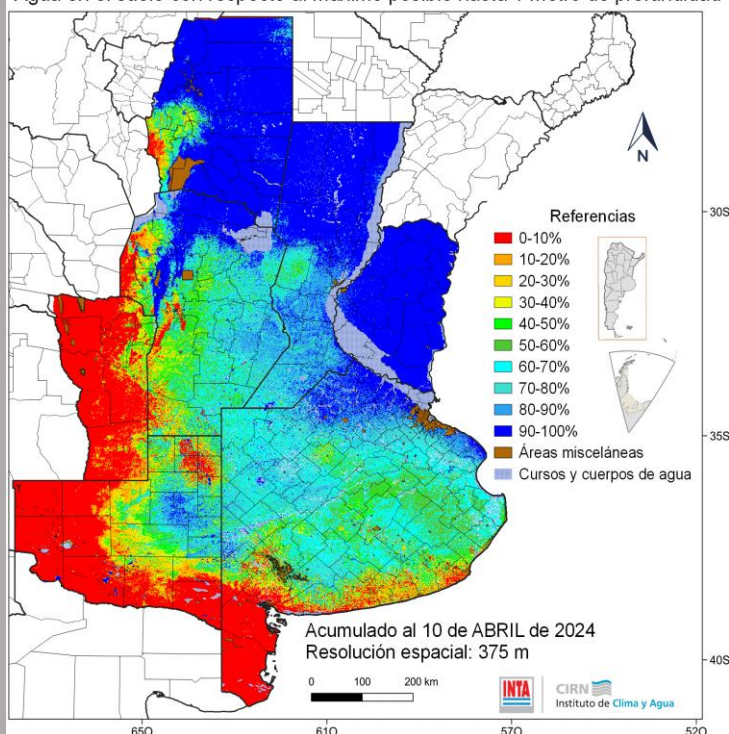 Agua en el suelo con respecto al máximo posible hasta 1 metro de profundidad
N
30S
Referencias
0-10%
10-20%
20-30%
30-40%
40-50%
50-60%
60-70%
70-80%
80-90%
90-100%
Áreas misceláneas
Cursos y cuerpos de agua
35S
Acumulado al 10 de ABRIL de 2024
Resolución espacial: 375 m
0 100 200 km
40S
INTA
CIRN
Instituto de Clima y Agua
65O 61O 57O 52O